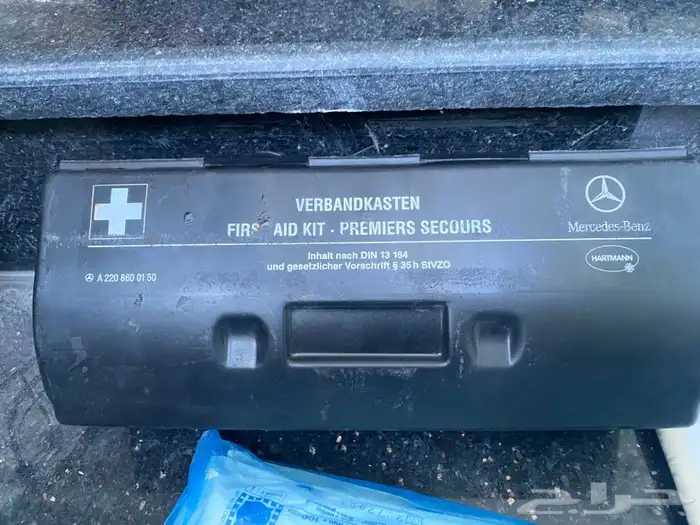 VERBANDKASTEN
FIRST AID KIT · PREMIERS SECOURS
Inhalt nach DIN 13 164
und gesetzlicher Vorschrift § 35 h StVZO
A 220 860 01 50
Mercedes-Benz
HARTMANN
حراج